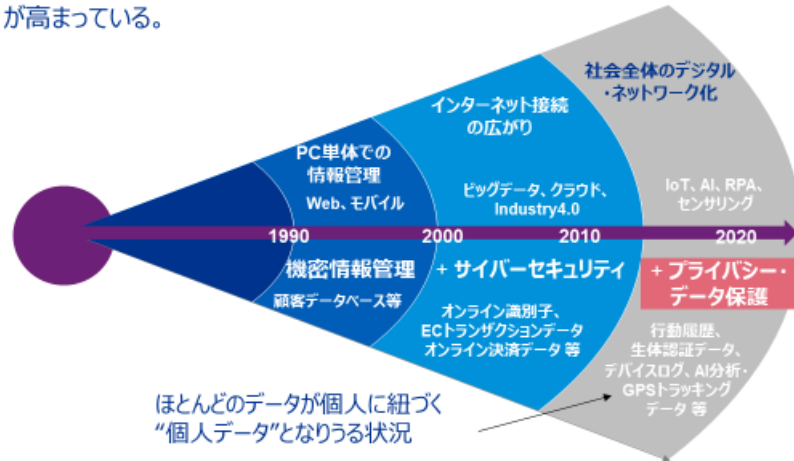 が高まっている。
社会全体のデジタル
・ネットワーク化
インターネット接続
の広がり
PC単体での
情報管理
Web、モバイル
ビッグデータ、クラウド、
Industry4.0
IoT、AI、RPA、
センサリング
1990
2000
2010
2020
機密情報管理
+ サイバーセキュリティ
+ プライバシー・
データ保護
顧客データベース等
オンライン識別子、
ECトランザクションデータ
オンライン決済データ 等
行動履歴、
生体認証データ、
デバイスログ、AI分析・
GPSトラッキング
データ 等
ほとんどのデータが個人に紐づく
“個人データ”となりうる状況